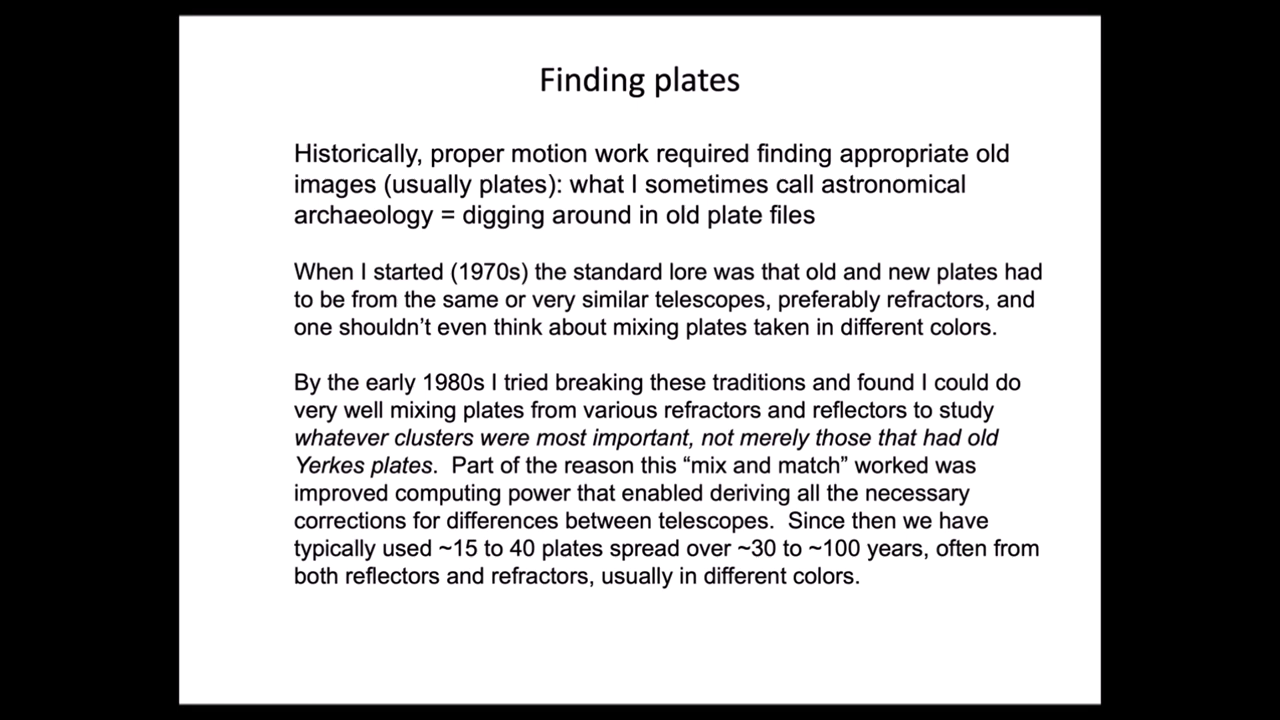 Finding plates
Historically, proper motion work required finding appropriate old
images (usually plates): what I sometimes call astronomical
archaeology = digging around in old plate files
When I started (1970s) the standard lore was that old and new plates had
to be from the same or very similar telescopes, preferably refractors, and
one shouldn’t even think about mixing plates taken in different colors.
By the early 1980s I tried breaking these traditions and found I could do
very well mixing plates from various refractors and reflectors to study
whatever clusters were most important, not merely those that had old
Yerkes plates.  Part of the reason this “mix and match” worked was
improved computing power that enabled deriving all the necessary
corrections for differences between telescopes.  Since then we have
typically used ~15 to 40 plates spread over ~30 to ~100 years, often from
both reflectors and refractors, usually in different colors.